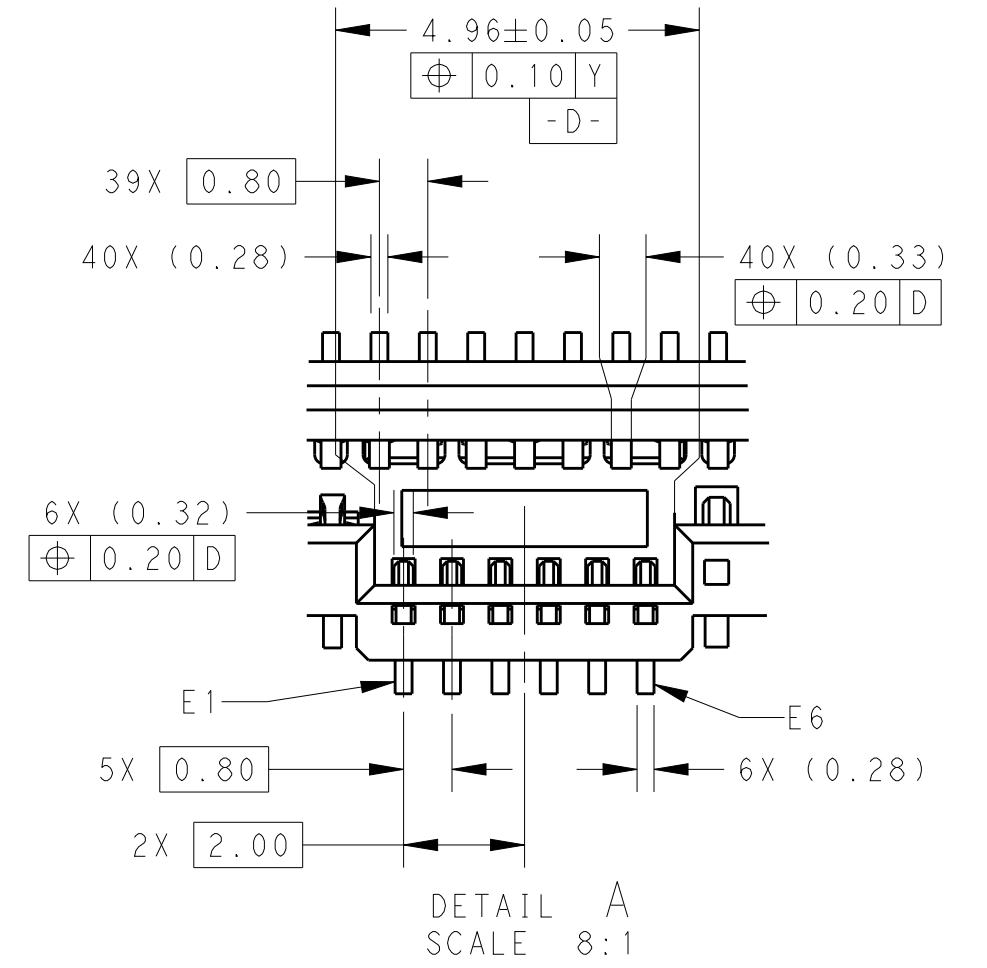 4.96±0.05
⌖ 0.10 Y
-D-
39X 0.80
40X (0.28)
40X (0.33)
⌖ 0.20 D
6X (0.32)
⌖ 0.20 D
E1
E6
5X 0.80
6X (0.28)
2X 2.00
DETAIL A
SCALE 8:1